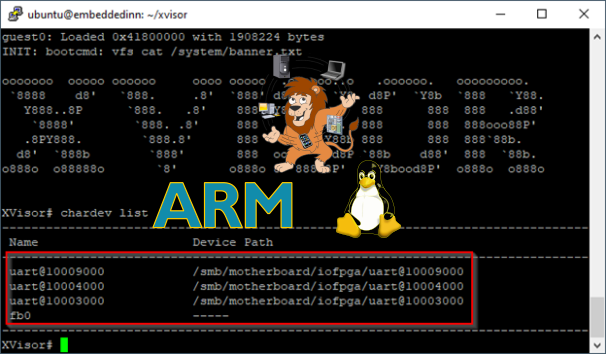 ubuntu@embeddedinn: ~/xvisor
guest0: Loaded 0x41800000 with 1908224 bytes
INIT: bootcmd: vfs cat /system/banner.txt
ARM
XVisor# chardev list
Name Device Path
uart@10009000 /smb/motherboard/iofpga/uart@10009000
uart@10004000 /smb/motherboard/iofpga/uart@10004000
uart@10003000 /smb/motherboard/iofpga/uart@10003000
fb0 -----
XVisor#